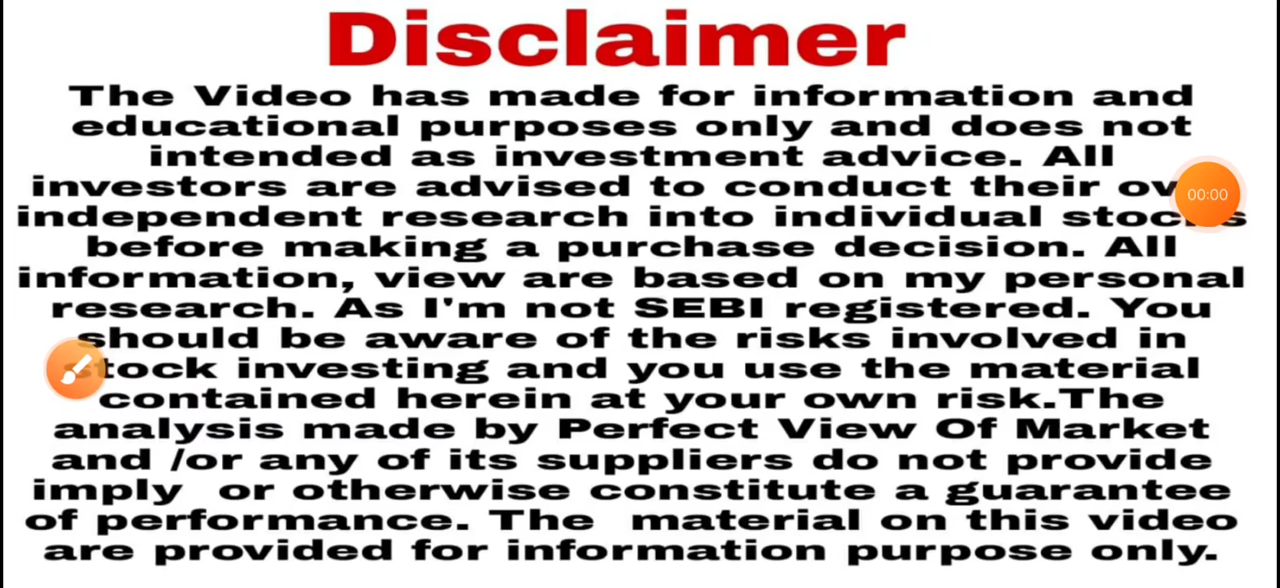 Disclaimer
The Video has made for information and
educational purposes only and does not
intended as investment advice. All
investors are advised to conduct their
00:00
independent research into individual stocks
before making a purchase decision. All
information, view are based on my personal
research. As I'm not SEBI registered. You
should be aware of the risks involved in
stock investing and you use the material
contained herein at your own risk.The
analysis made by Perfect View Of Market
and /or any of its suppliers do not provide
imply or otherwise constitute a guarantee
of performance. The material on this video
are provided for information purpose only.